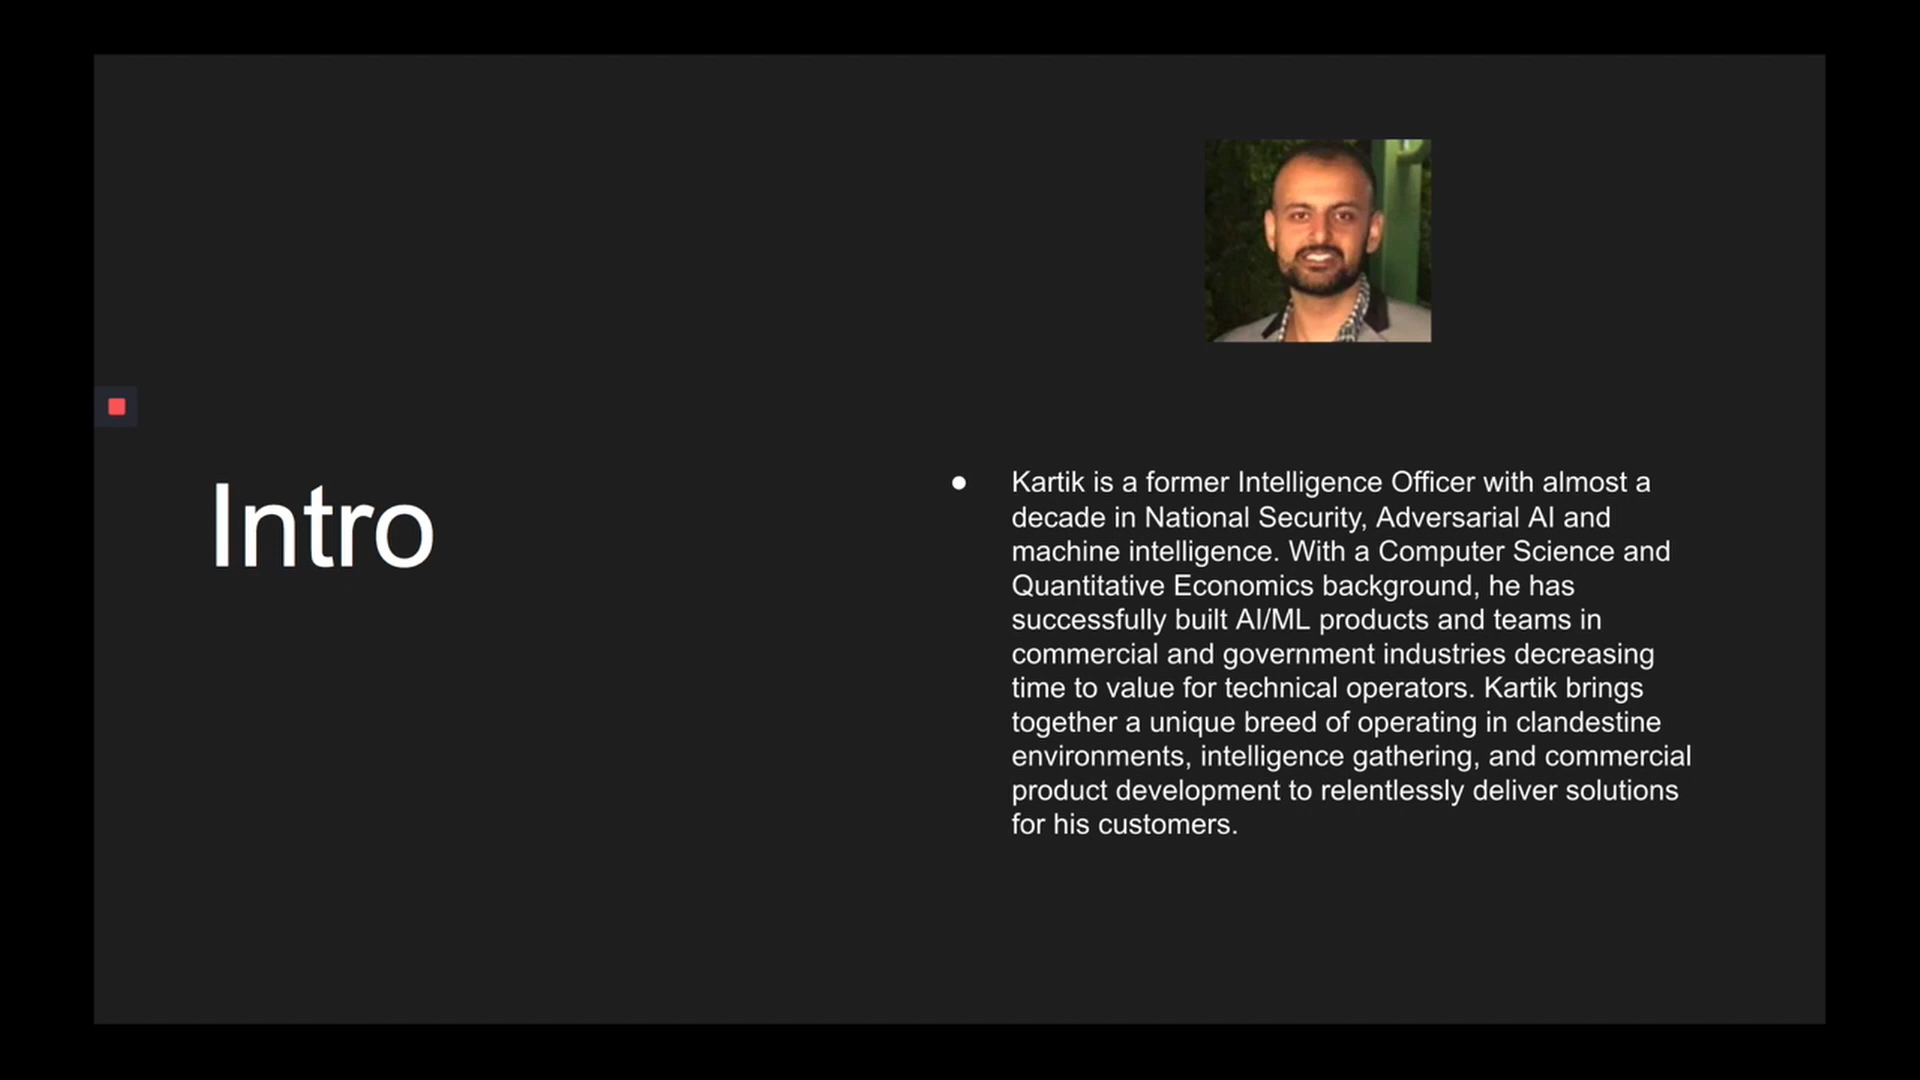 Intro
Kartik is a former Intelligence Officer with almost a
decade in National Security, Adversarial AI and
machine intelligence. With a Computer Science and
Quantitative Economics background, he has
successfully built AI/ML products and teams in
commercial and government industries decreasing
time to value for technical operators. Kartik brings
together a unique breed of operating in clandestine
environments, intelligence gathering, and commercial
product development to relentlessly deliver solutions
for his customers.